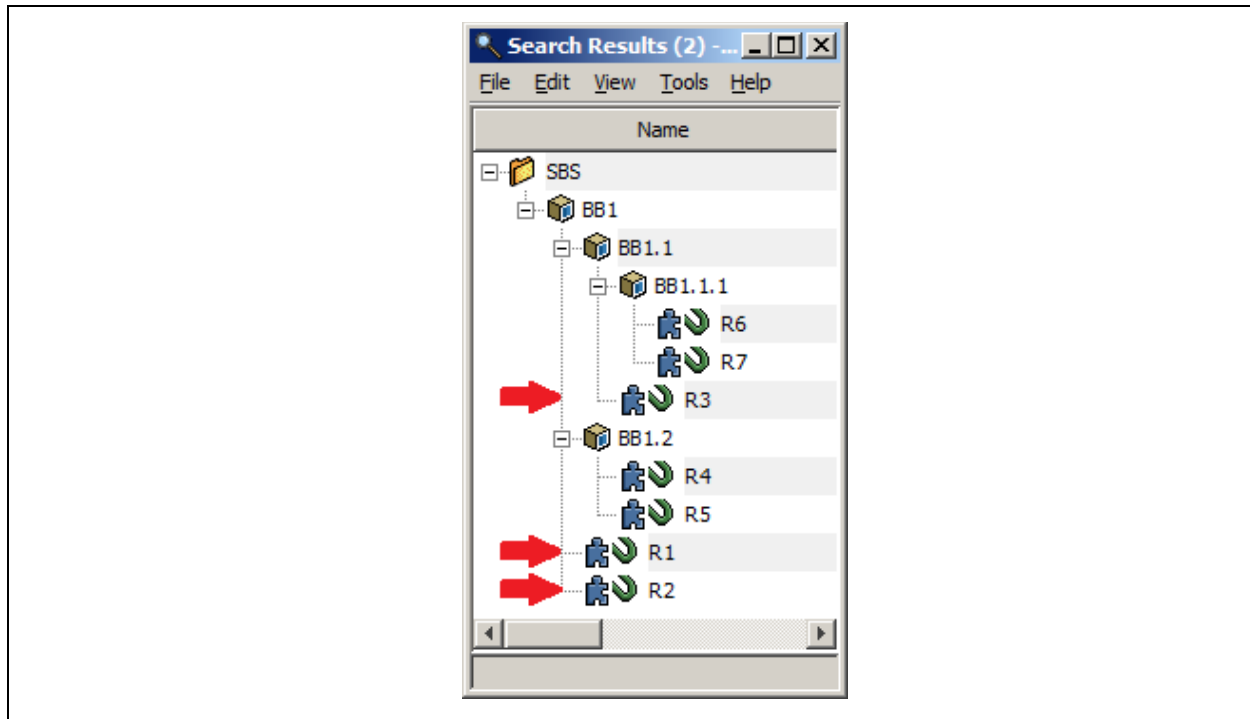 Search Results (2) -...
File Edit View Tools Help
Name
SBS
BB1
BB1.1
BB1.1.1
R6
R7
R3
BB1.2
R4
R5
R1
R2